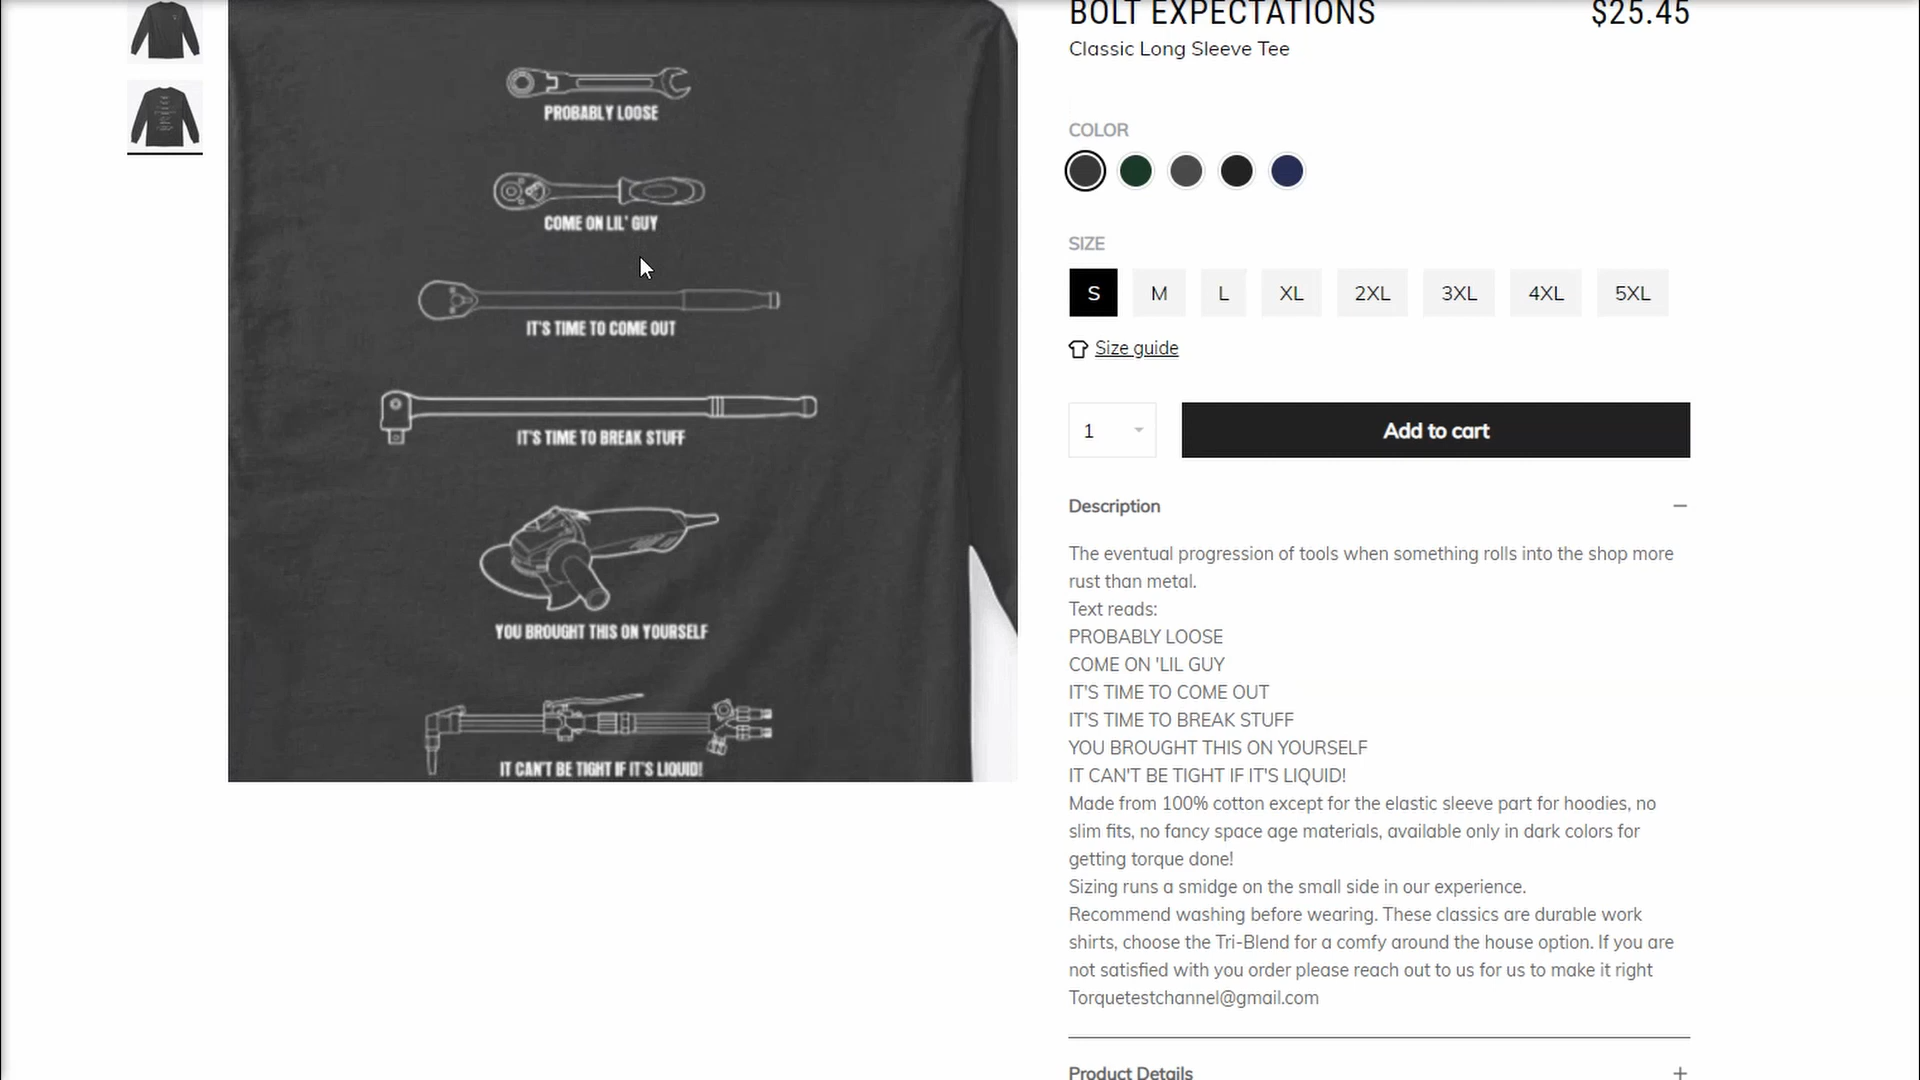 PROBABLY LOOSE
COME ON LIL' GUY
IT'S TIME TO COME OUT
IT'S TIME TO BREAK STUFF
YOU BROUGHT THIS ON YOURSELF
IT CAN'T BE TIGHT IF IT'S LIQUID!
BOLT EXPECTATIONS
$25.45
Classic Long Sleeve Tee
COLOR
SIZE
S M L XL 2XL 3XL 4XL 5XL
Size guide
1
Add to cart
Description
The eventual progression of tools when something rolls into the shop more
rust than metal.
Text reads:
PROBABLY LOOSE
COME ON 'LIL GUY
IT'S TIME TO COME OUT
IT'S TIME TO BREAK STUFF
YOU BROUGHT THIS ON YOURSELF
IT CAN'T BE TIGHT IF IT'S LIQUID!
Made from 100% cotton except for the elastic sleeve part for hoodies, no
slim fits, no fancy space age materials, available only in dark colors for
getting torque done!
Sizing runs a smidge on the small side in our experience.
Recommend washing before wearing. These classics are durable work
shirts, choose the Tri-Blend for a comfy around the house option. If you are
not satisfied with you order please reach out to us for us to make it right
Torquetestchannel@gmail.com
Product Details